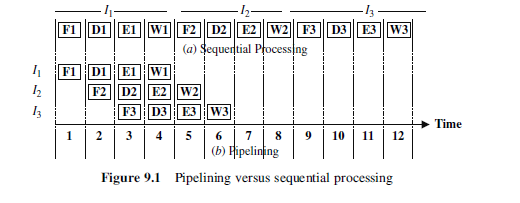 I₁ I₂ I₃
F1 D1 E1 W1 F2 D2 E2 W2 F3 D3 E3 W3
(a) Sequential Processing
I₁ F1 D1 E1 W1
I₂ F2 D2 E2 W2
I₃ F3 D3 E3 W3
Time
1 2 3 4 5 6 7 8 9 10 11 12
(b) Pipelining
Figure 9.1 Pipelining versus sequential processing